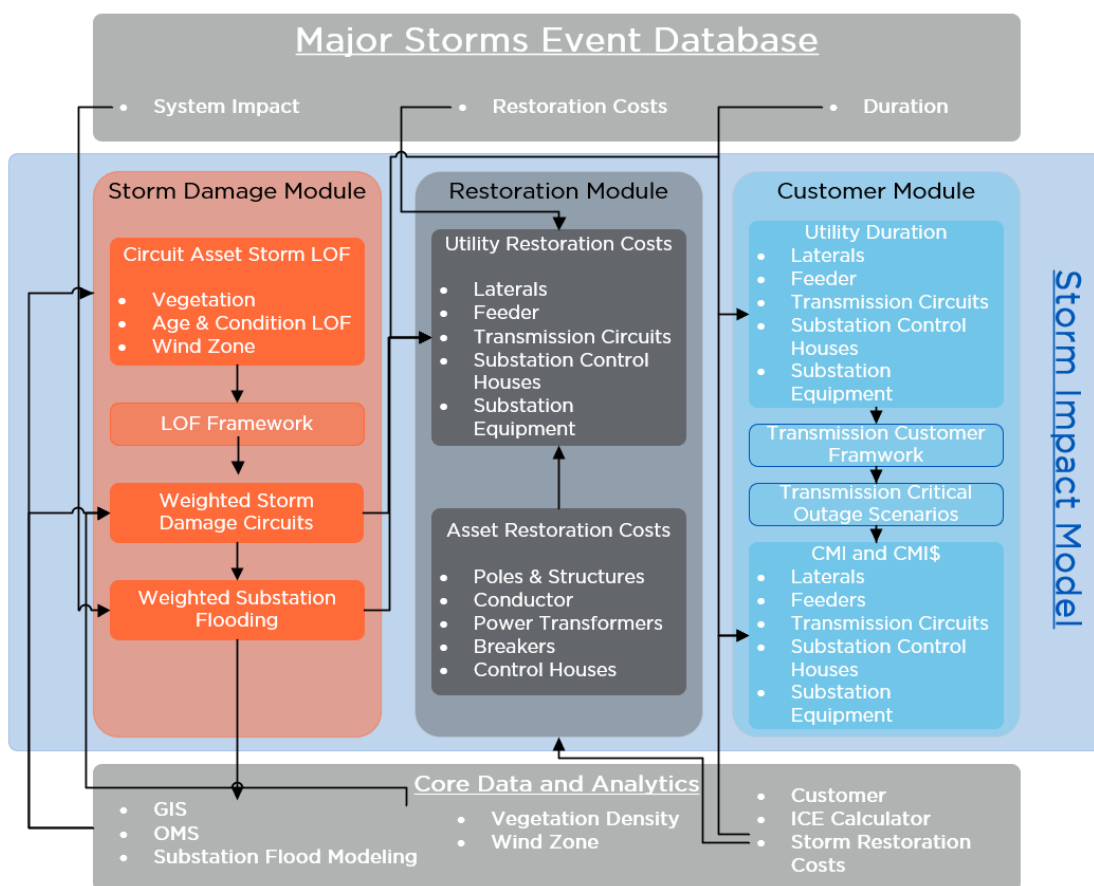 Major Storms Event Database
• System Impact
• Restoration Costs
• Duration
Storm Damage Module
Circuit Asset Storm LOF
• Vegetation
• Age & Condition LOF
• Wind Zone
LOF Framework
Weighted Storm
Damage Circuits
Weighted Substation
Flooding
Restoration Module
Utility Restoration Costs
• Laterals
• Feeder
• Transmission Circuits
• Substation Control
Houses
• Substation
Equipment
Asset Restoration Costs
• Poles & Structures
• Conductor
• Power Transformers
• Breakers
• Control Houses
Customer Module
Utility Duration
• Laterals
• Feeder
• Transmission Circuits
• Substation Control
Houses
• Substation
Equipment
Transmission Customer
Framwork
Transmission Critical
Outage Scenarios
CMI and CMI$
• Laterals
• Feeders
• Transmission Circuits
• Substation Control
Houses
• Substation
Equipment
Storm Impact Model
Core Data and Analytics
• GIS
• OMS
• Substation Flood Modeling
• Vegetation Density
• Wind Zone
• Customer
• ICE Calculator
• Storm Restoration
Costs